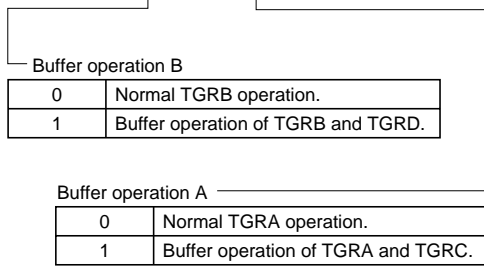 Buffer operation B
0 Normal TGRB operation.
1 Buffer operation of TGRB and TGRD.
Buffer operation A
0 Normal TGRA operation.
1 Buffer operation of TGRA and TGRC.